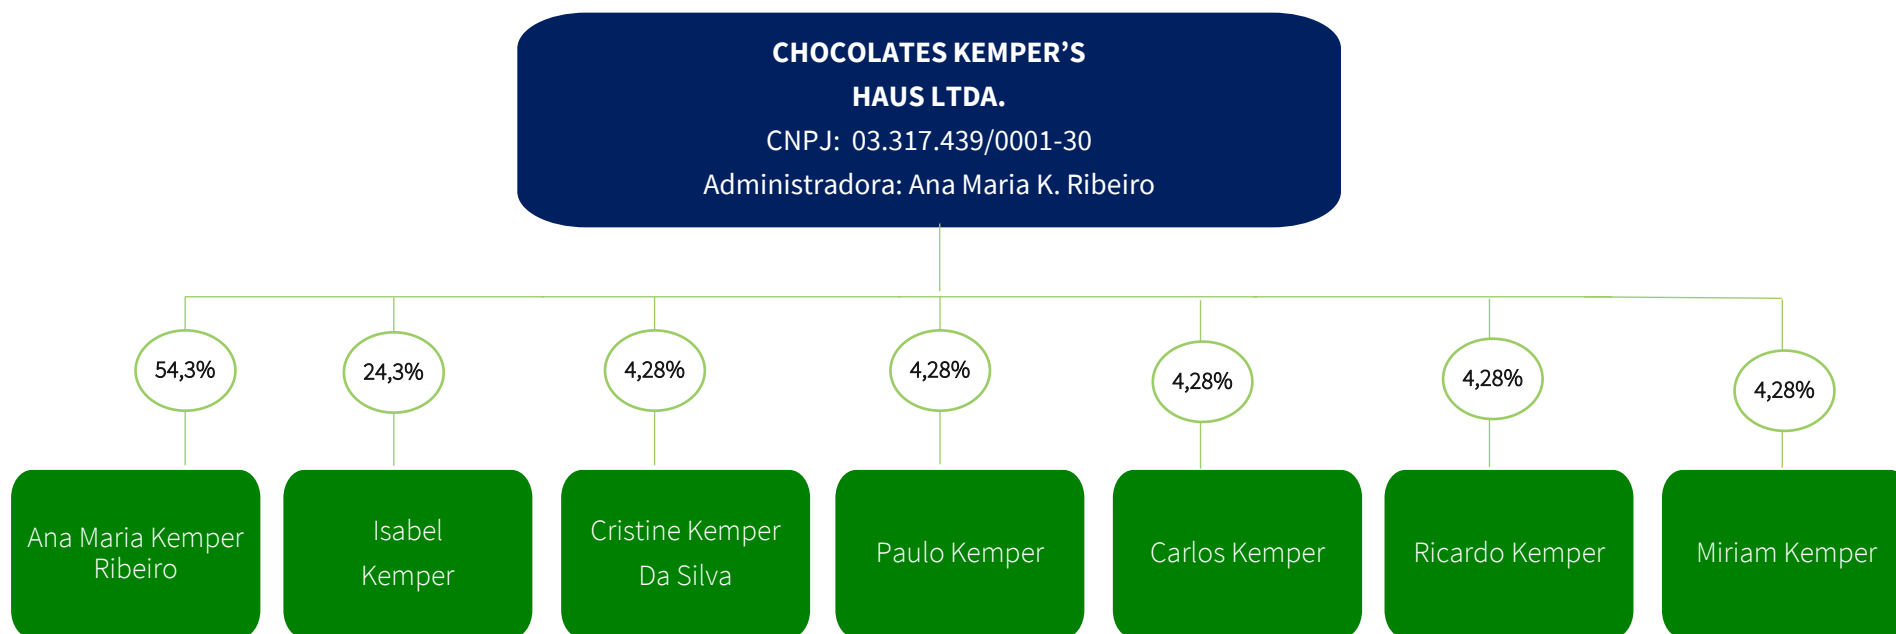 CHOCOLATES KEMPER’S
HAUS LTDA.
CNPJ: 03.317.439/0001-30
Administradora: Ana Maria K. Ribeiro
54,3%
24,3%
4,28%
4,28%
4,28%
4,28%
4,28%
Ana Maria Kemper
Ribeiro
Isabel
Kemper
Cristine Kemper
Da Silva
Paulo Kemper
Carlos Kemper
Ricardo Kemper
Miriam Kemper